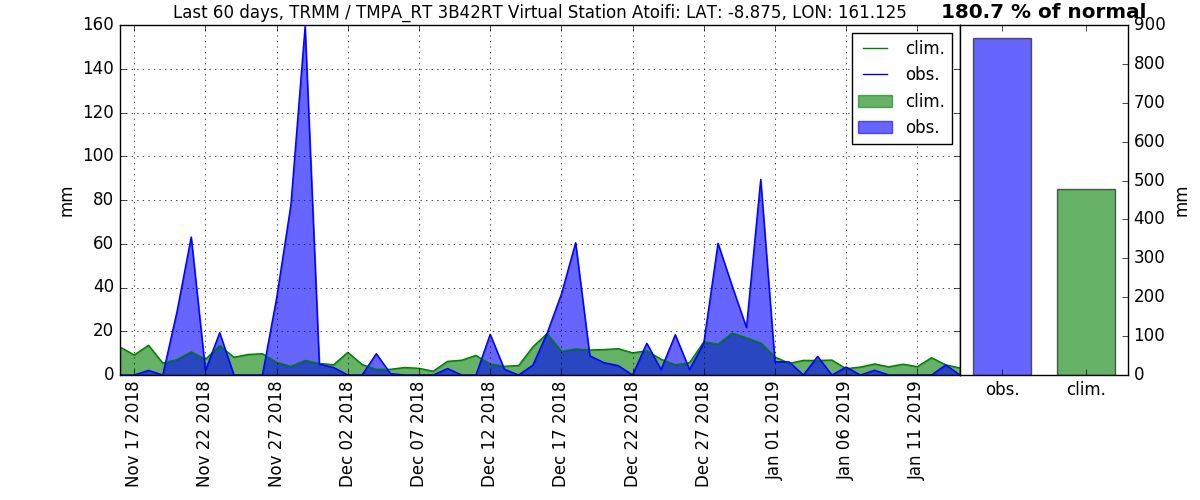 Last 60 days, TRMM / TMPA_RT 3B42RT Virtual Station Atoifi: LAT: -8.875, LON: 161.125
180.7 % of normal
160
140
120
100
80
60
40
20
0
mm
clim.
obs.
clim.
obs.
900
800
700
600
500
400
300
200
100
0
mm
Nov 17 2018
Nov 22 2018
Nov 27 2018
Dec 02 2018
Dec 07 2018
Dec 12 2018
Dec 17 2018
Dec 22 2018
Dec 27 2018
Jan 01 2019
Jan 06 2019
Jan 11 2019
obs.
clim.